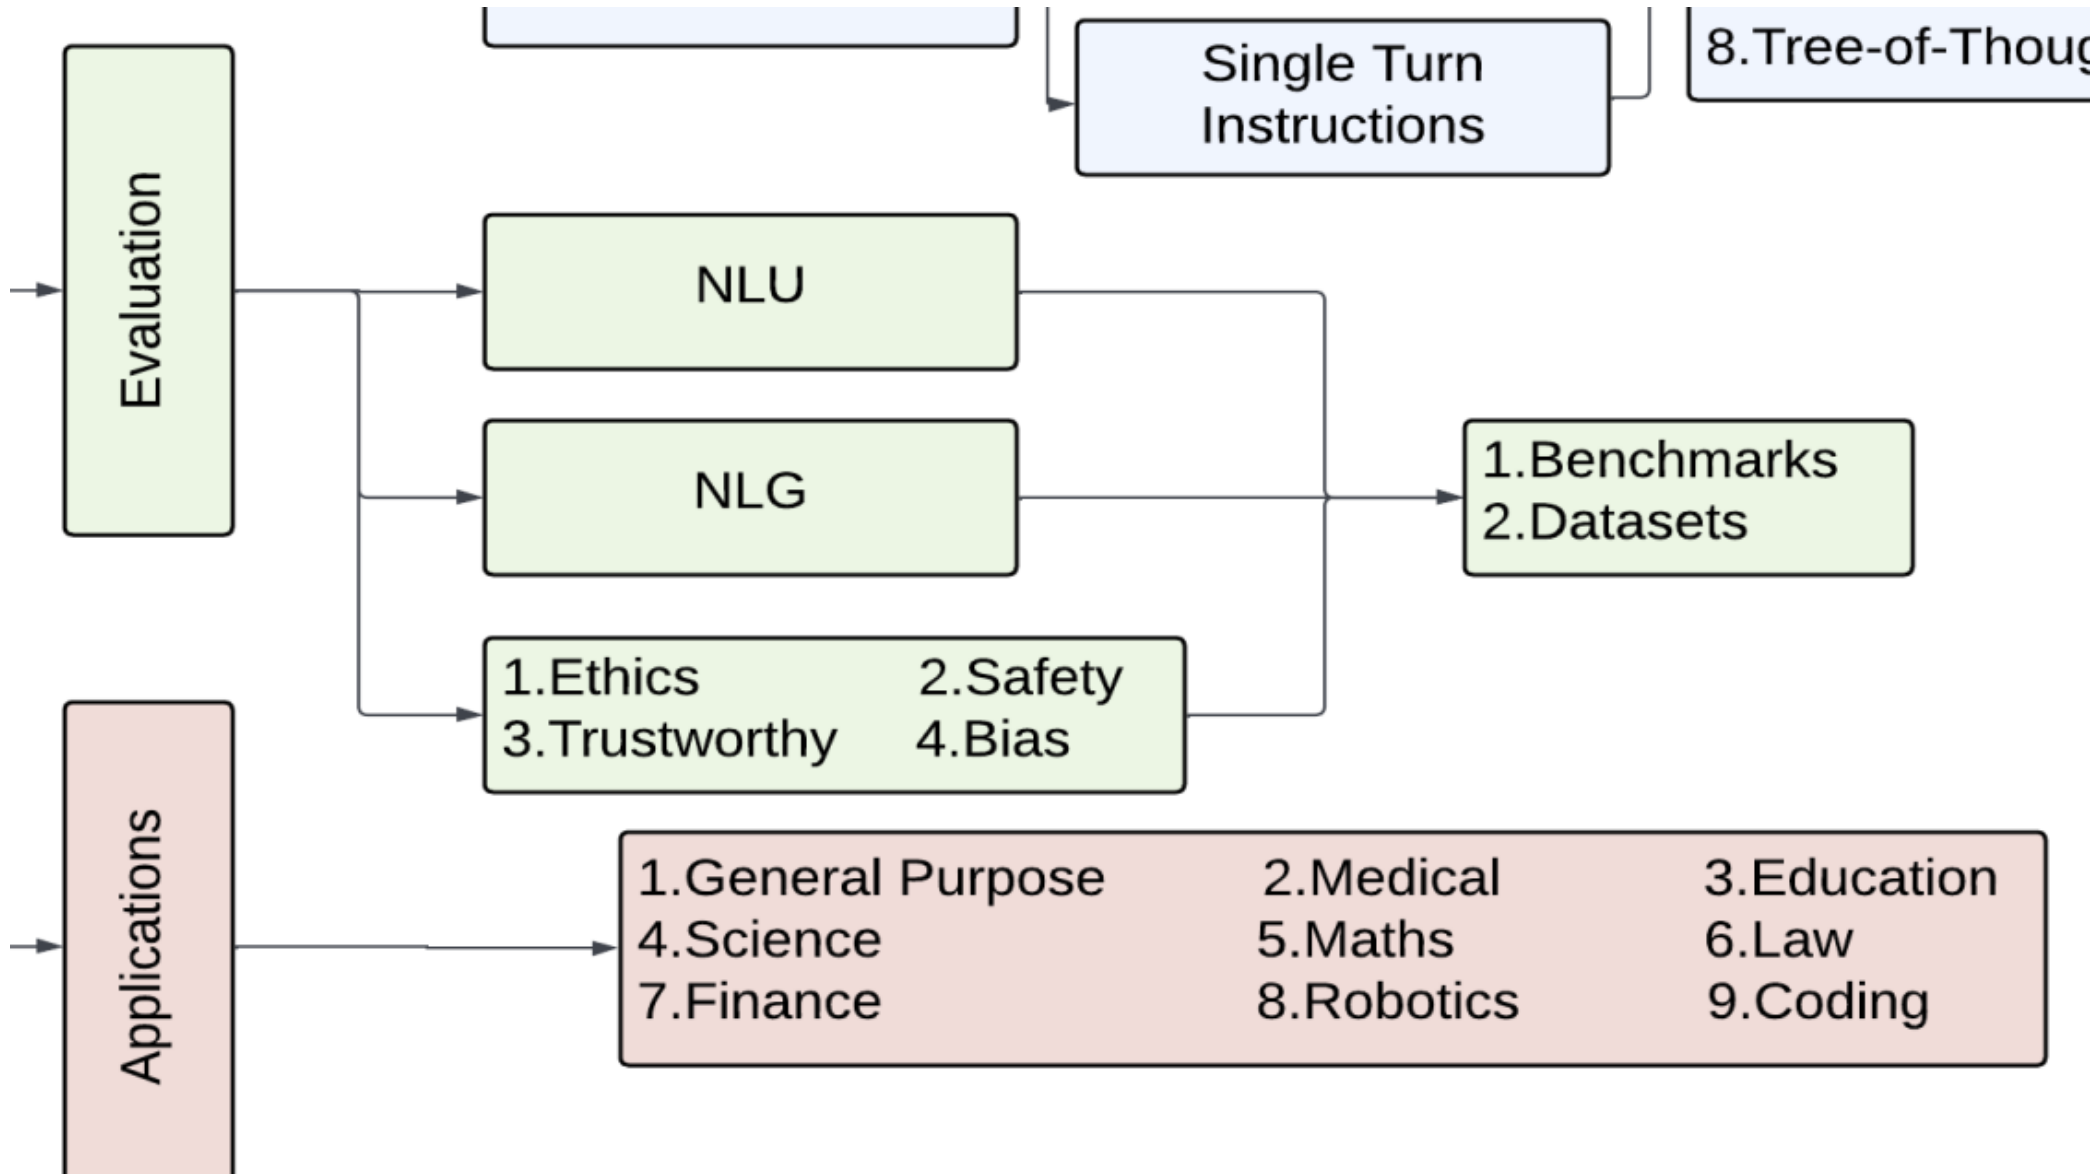 Single Turn
Instructions
8.Tree-of-
Evaluation
NLU
NLG
1.Benchmarks
2.Datasets
1.Ethics 2.Safety
3.Trustworthy 4.Bias
Applications
1.General Purpose 2.Medical 3.Education
4.Science 5.Maths 6.Law
7.Finance 8.Robotics 9.Coding